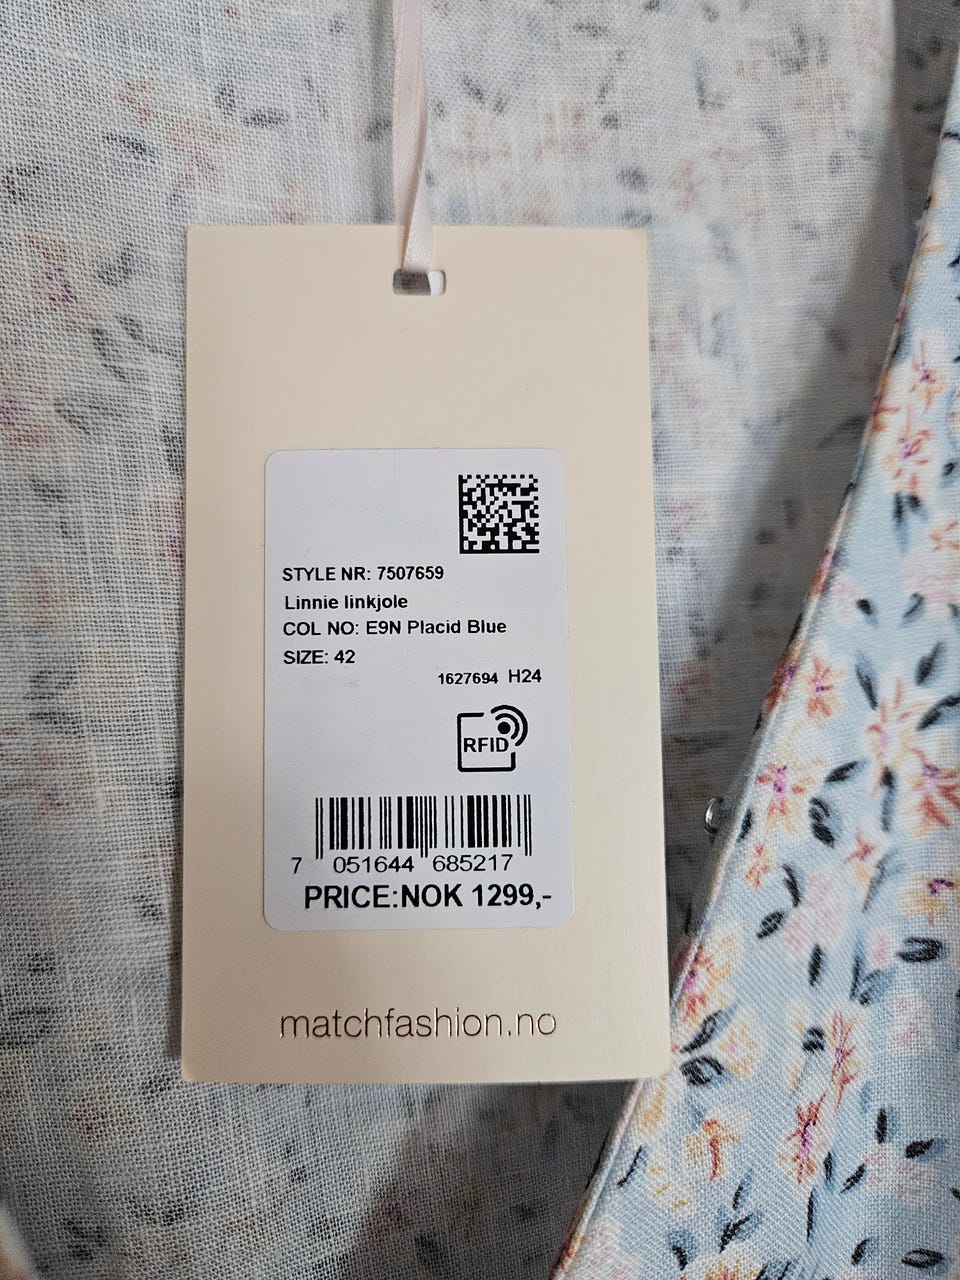 STYLE NR: 7507659
Linnie linkjole
COL NO: E9N Placid Blue
SIZE: 42
1627694 H24
RFID
7 051644 685217
PRICE:NOK 1299,-
matchfashion.no